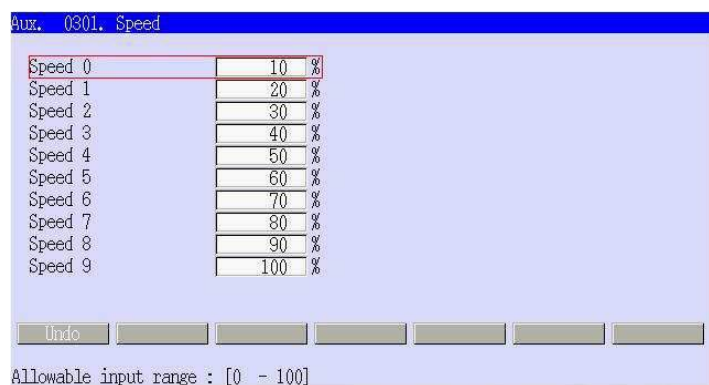 Aux. 0301. Speed
Speed 0 10 %
Speed 1 20 %
Speed 2 30 %
Speed 3 40 %
Speed 4 50 %
Speed 5 60 %
Speed 6 70 %
Speed 7 80 %
Speed 8 90 %
Speed 9 100 %
Undo
Allowable input range : [0 - 100]